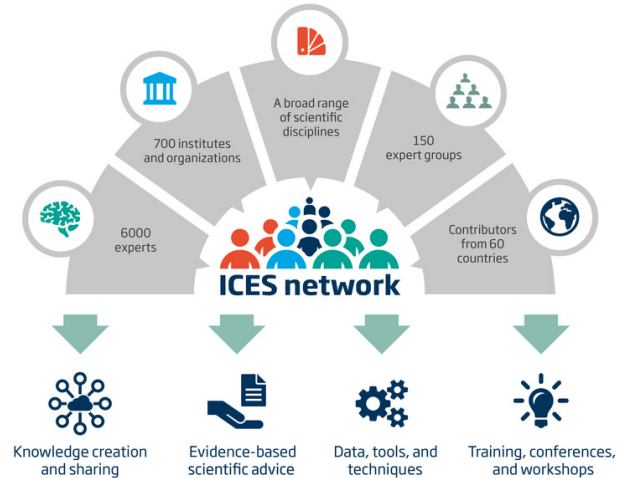 A broad range
of scientific
disciplines
700 institutes
and organizations
150
expert groups
6000
experts
Contributors
from 60
countries
ICES network
Knowledge creation
and sharing
Evidence-based
scientific advice
Data, tools, and
techniques
Training, conferences,
and workshops